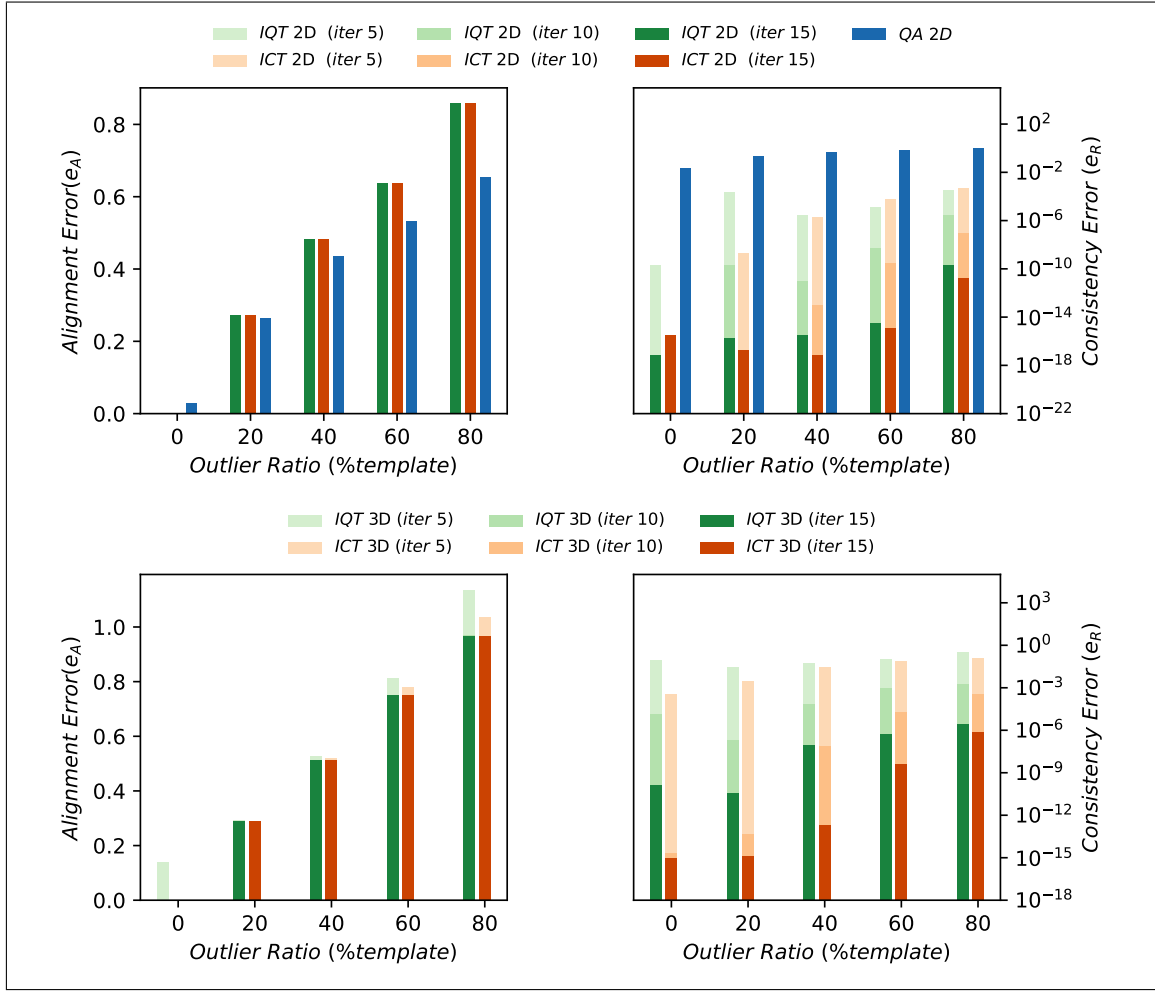 IQT 2D (iter 5) IQT 2D (iter 10) IQT 2D (iter 15) QA 2D
ICT 2D (iter 5) ICT 2D (iter 10) ICT 2D (iter 15)
Alignment Error(e_A)
0.8
0.6
0.4
0.2
0.0
0 20 40 60 80
Outlier Ratio (%template)
10^2
10^−2
10^−6
10^−10
10^−14
10^−18
10^−22
Consistency Error (e_R)
0 20 40 60 80
Outlier Ratio (%template)
IQT 3D (iter 5) IQT 3D (iter 10) IQT 3D (iter 15)
ICT 3D (iter 5) ICT 3D (iter 10) ICT 3D (iter 15)
Alignment Error(e_A)
1.0
0.8
0.6
0.4
0.2
0.0
0 20 40 60 80
Outlier Ratio (%template)
10^3
10^0
10^−3
10^−6
10^−9
10^−12
10^−15
10^−18
Consistency Error (e_R)
0 20 40 60 80
Outlier Ratio (%template)